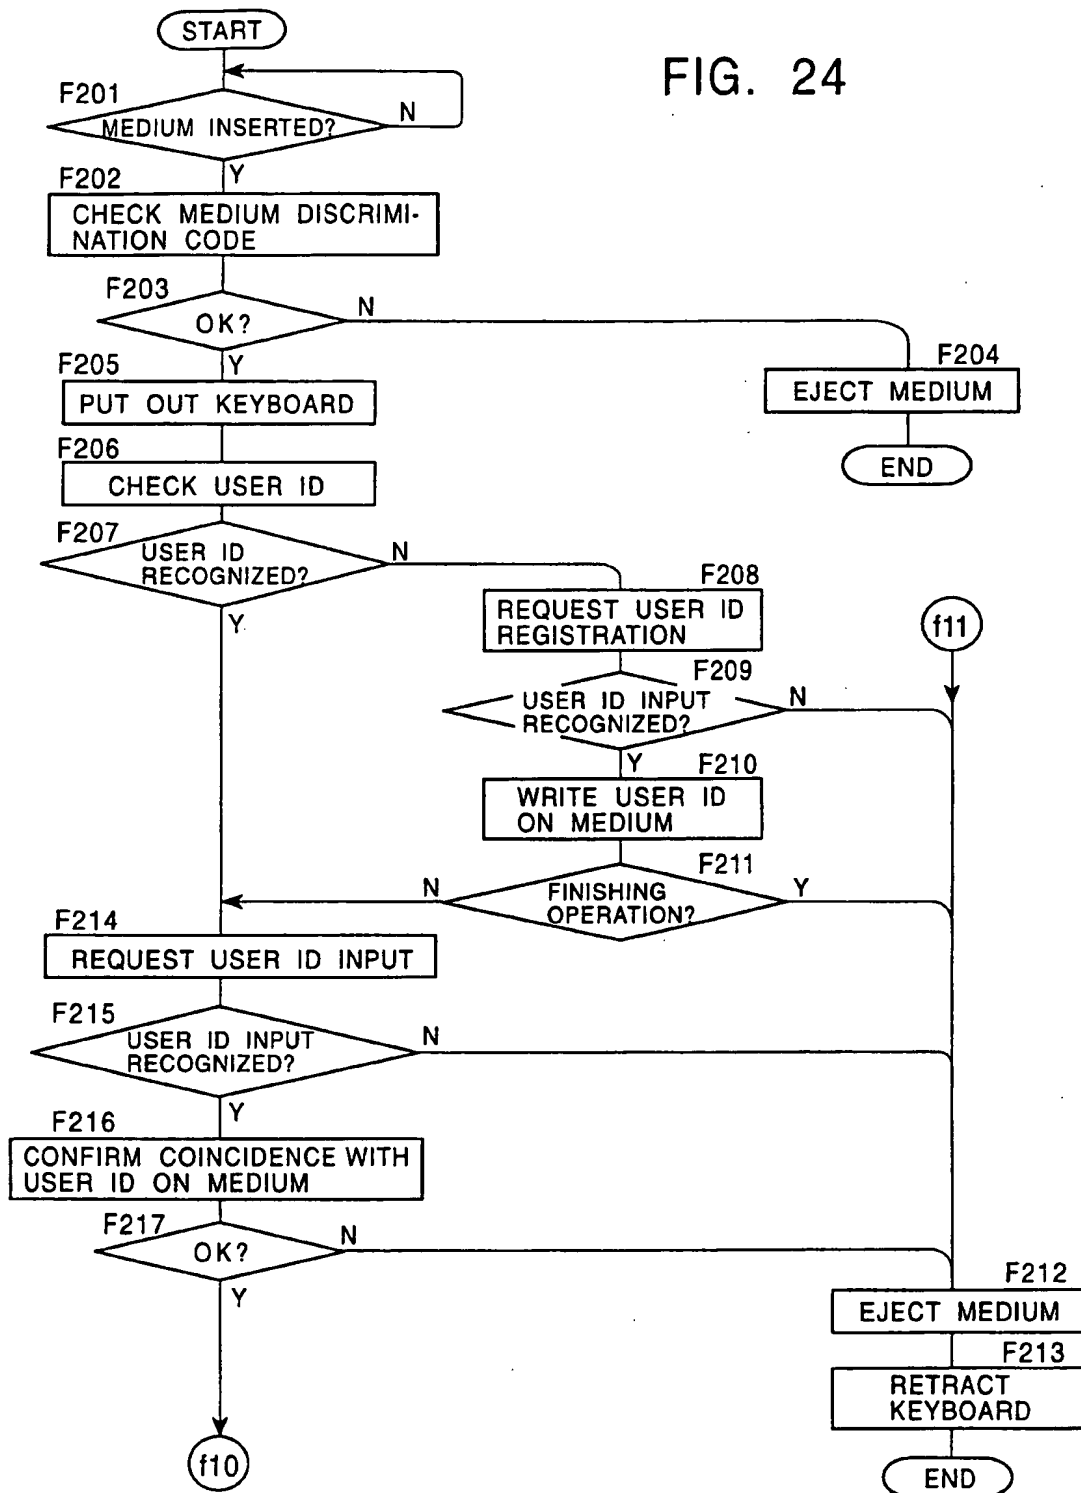 START
FIG. 24
F201
MEDIUM INSERTED?
N
Y
F202
CHECK MEDIUM DISCRIMI-
NATION CODE
F203
OK?
N
Y
F204
EJECT MEDIUM
END
F205
PUT OUT KEYBOARD
F206
CHECK USER ID
F207
USER ID
RECOGNIZED?
N
Y
F208
REQUEST USER ID
REGISTRATION
f11
F209
USER ID INPUT
RECOGNIZED?
N
Y
F210
WRITE USER ID
ON MEDIUM
F211
FINISHING
OPERATION?
N
Y
F214
REQUEST USER ID INPUT
F215
USER ID INPUT
RECOGNIZED?
N
Y
F216
CONFIRM COINCIDENCE WITH
USER ID ON MEDIUM
F217
OK?
N
Y
F212
EJECT MEDIUM
F213
RETRACT
KEYBOARD
f10
END